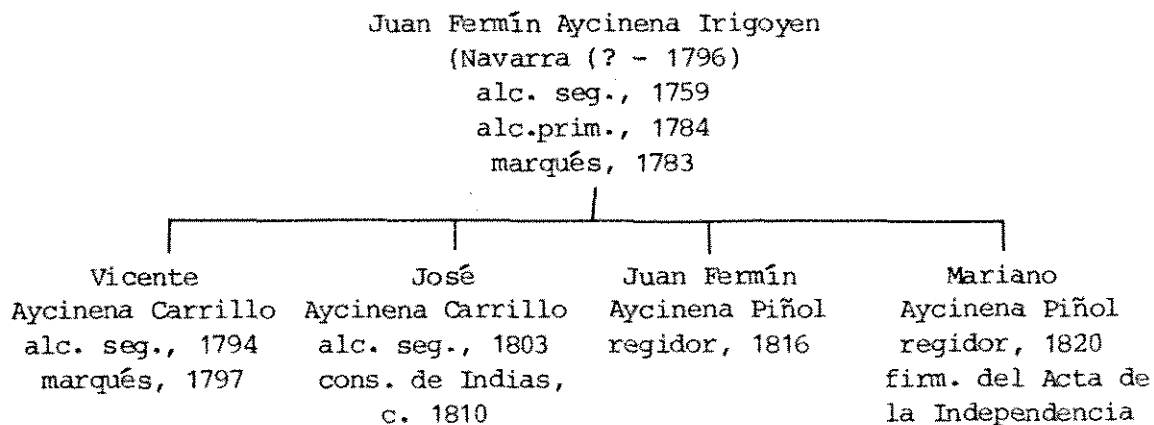 Juan Fermín Aycinena Irigoyen
(Navarra (? - 1796)
alc. seg., 1759
alc.prim., 1784
marqués, 1783
Vicente
Aycinena Carrillo
alc. seg., 1794
marqués, 1797
José
Aycinena Carrillo
alc. seg., 1803
cons. de Indias,
c. 1810
Juan Fermín
Aycinena Piñol
regidor, 1816
Mariano
Aycinena Piñol
regidor, 1820
firm. del Acta de
la Independencia